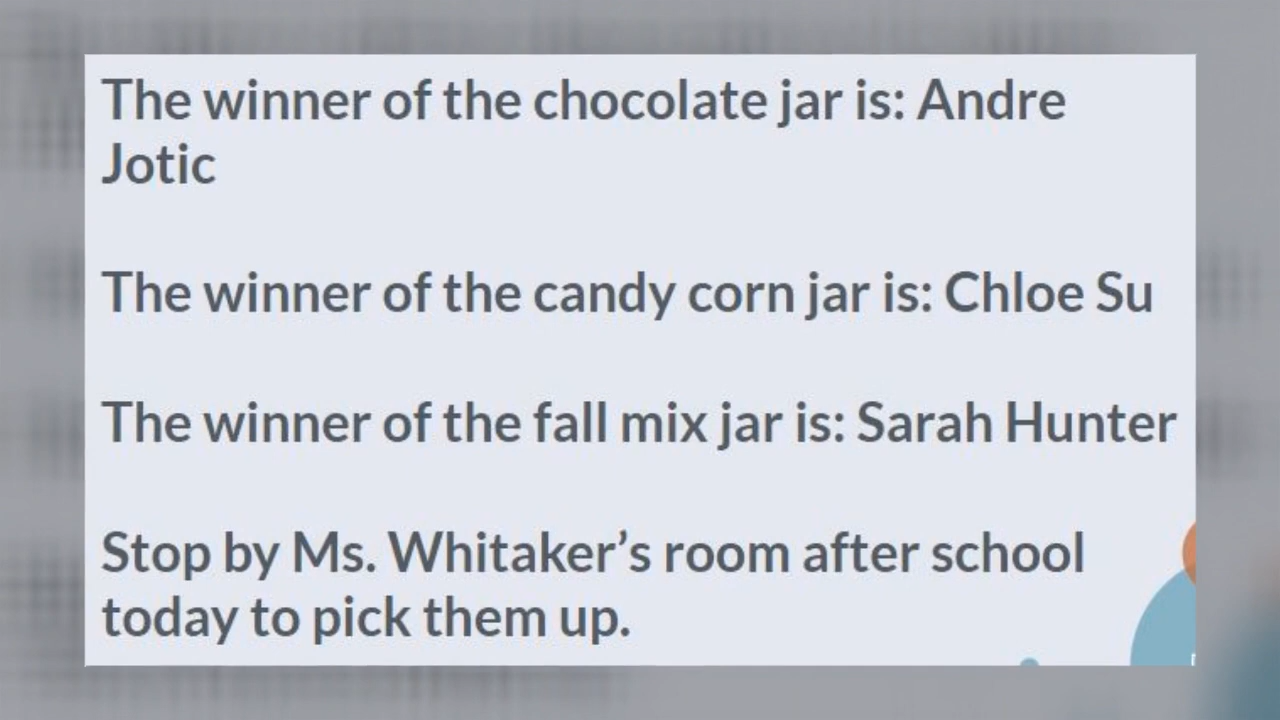 The winner of the chocolate jar is: Andre
Jotic
The winner of the candy corn jar is: Chloe Su
The winner of the fall mix jar is: Sarah Hunter
Stop by Ms. Whitaker’s room after school
today to pick them up.